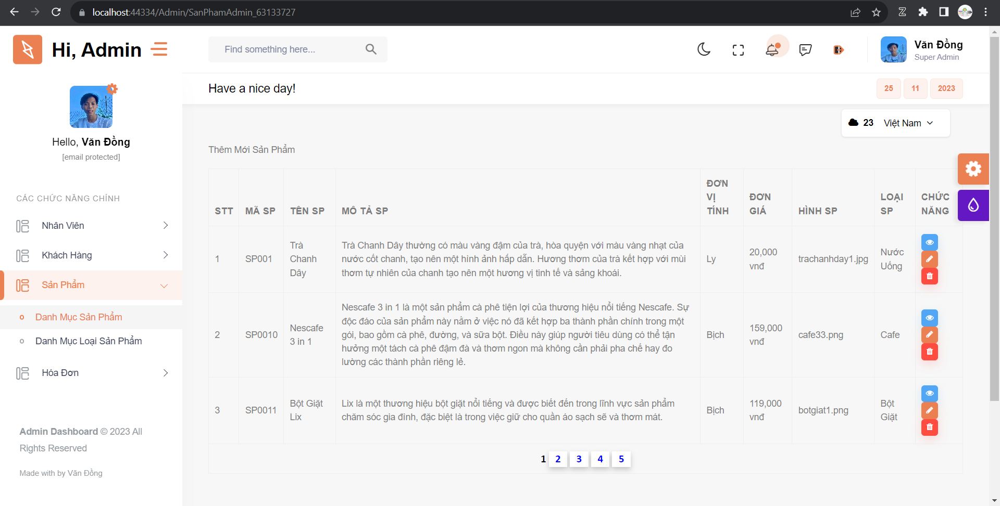 localhost:44334/Admin/SanPhamAdmin_63133727
Hi, Admin
Find something here...
Văn Đồng
Super Admin
Have a nice day!
25 11 2023
23 Việt Nam
Hello, Văn Đồng
[email protected]
CÁC CHỨC NĂNG CHÍNH
Nhân Viên
Khách Hàng
Sản Phẩm
Danh Mục Sản Phẩm
Danh Mục Loại Sản Phẩm
Hóa Đơn
Admin Dashboard © 2023 All
Rights Reserved
Made with by Văn Đồng
Thêm Mới Sản Phẩm
STT
MÃ SP
TÊN SP
MÔ TẢ SP
ĐƠN
VỊ
TÍNH
ĐƠN
GIÁ
HÌNH SP
LOẠI
SP
CHỨC
NĂNG
1
SP001
Trà
Chanh
Dây
Trà Chanh Dây thường có màu vàng đậm của trà, hòa quyện với màu vàng nhạt của
nước cốt chanh, tạo nên một hình ảnh hấp dẫn. Hương thơm của trà kết hợp với mùi
thơm tự nhiên của chanh tạo nên một hương vị tinh tế và sảng khoái.
Ly
20,000
vnđ
trachanhday1.jpg
Nước
Uống
2
SP0010
Nescafe
3 in 1
Nescafe 3 in 1 là một sản phẩm cà phê tiện lợi của thương hiệu nổi tiếng Nescafe. Sự
độc đáo của sản phẩm này nằm ở việc nó đã kết hợp ba thành phần chính trong một
gói, bao gồm cà phê, đường, và sữa bột. Điều này giúp người tiêu dùng có thể tận
hưởng một tách cà phê đậm đà và thơm ngon mà không cần phải pha chế hay đo
lường các thành phần riêng lẻ.
Bịch
159,000
vnđ
cafe33.png
Cafe
3
SP0011
Bột Giặt
Lix
Lix là một thương hiệu bột giặt nổi tiếng và được biết đến trong lĩnh vực sản phẩm
chăm sóc gia đình, đặc biệt là trong việc giữ cho quần áo sạch sẽ và thơm mát.
Bịch
119,000
vnđ
botgiat1.png
Bột
Giặt
1 2 3 4 5